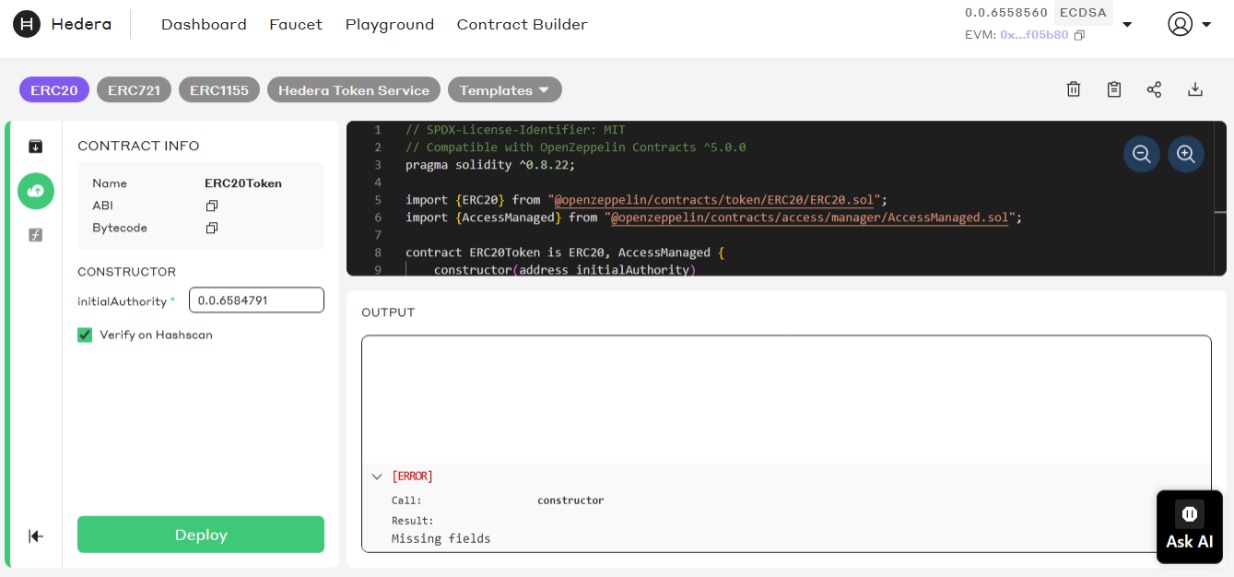 Hedera
Dashboard
Faucet
Playground
Contract Builder
0.0.6558560 ECDSA
EVM: 0x...f05b80
ERC20
ERC721
ERC1155
Hedera Token Service
Templates
CONTRACT INFO
Name ERC20Token
ABI
Bytecode
CONSTRUCTOR
initialAuthority * 0.0.6584791
Verify on Hashscan
Deploy
1 // SPDX-License-Identifier: MIT
2 // Compatible with OpenZeppelin Contracts ^5.0.0
3 pragma solidity ^0.8.22;
4
5 import {ERC20} from "@openzeppelin/contracts/token/ERC20/ERC20.sol";
6 import {AccessManaged} from "@openzeppelin/contracts/access/manager/AccessManaged.sol";
7
8 contract ERC20Token is ERC20, AccessManaged {
9 constructor(address initialAuthority)
OUTPUT
[ERROR]
Call: constructor
Result:
Missing fields
Ask AI